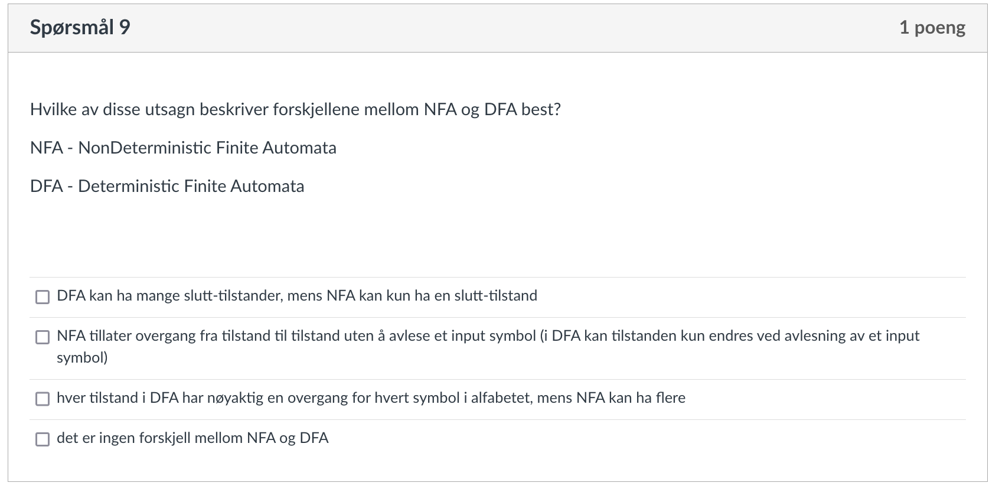 Spørsmål 9
1 poeng
Hvilke av disse utsagn beskriver forskjellene mellom NFA og DFA best?
NFA - NonDeterministic Finite Automata
DFA - Deterministic Finite Automata
DFA kan ha mange slutt-tilstander, mens NFA kan kun ha en slutt-tilstand
NFA tillater overgang fra tilstand til tilstand uten å avlese et input symbol (i DFA kan tilstanden kun endres ved avlesning av et input
symbol)
hver tilstand i DFA har nøyaktig en overgang for hvert symbol i alfabetet, mens NFA kan ha flere
det er ingen forskjell mellom NFA og DFA